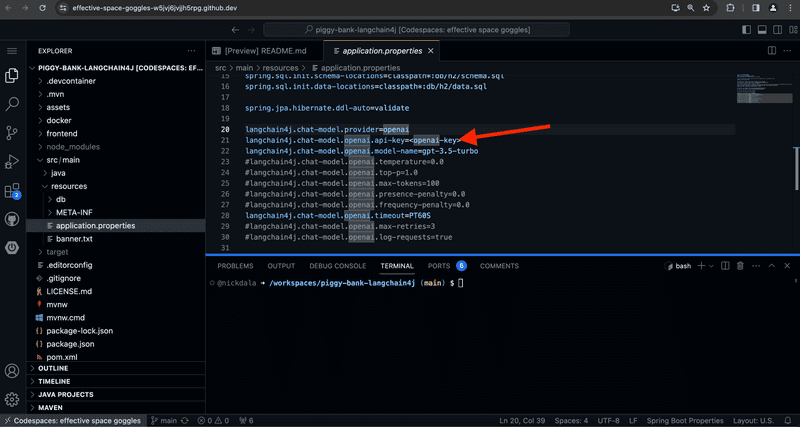 effective-space-goggles-w5jvj6jvjjh5rpg.github.dev
piggy-bank-langchain4j [Codespaces: effective space goggles]
EXPLORER
PIGGY-BANK-LANGCHAIN4J [CODESPACES: EF...
.devcontainer
.mvn
assets
docker
frontend
node_modules
src/main
java
resources
db
META-INF
application.properties
banner.txt
target
.editorconfig
.gitignore
LICENSE.md
mvnw
mvnw.cmd
package-lock.json
package.json
pom.xml
OUTLINE
TIMELINE
JAVA PROJECTS
MAVEN
2
[Preview] README.md
application.properties
src > main > resources > application.properties
15 spring.sql.init.schema-locations=classpath:db/h2/schema.sql
16 spring.sql.init.data-locations=classpath:db/h2/data.sql
17
18 spring.jpa.hibernate.ddl-auto=validate
19
20 langchain4j.chat-model.provider=openai
21 langchain4j.chat-model.openai.api-key=<openai-key>
22 langchain4j.chat-model.openai.model-name=gpt-3.5-turbo
23 #langchain4j.chat-model.openai.temperature=0.0
24 #langchain4j.chat-model.openai.top-p=1.0
25 #langchain4j.chat-model.openai.max-tokens=100
26 #langchain4j.chat-model.openai.presence-penalty=0.0
27 #langchain4j.chat-model.openai.frequency-penalty=0.0
28 langchain4j.chat-model.openai.timeout=PT60S
29 #langchain4j.chat-model.openai.max-retries=3
30 #langchain4j.chat-model.openai.log-requests=true
31
PROBLEMS OUTPUT DEBUG CONSOLE TERMINAL PORTS 6 COMMENTS
bash
@nickdala → /workspaces/piggy-bank-langchain4j (main) $
Codespaces: effective space goggles main 0 0 6 Ln 20, Col 39 Spaces: 4 UTF-8 LF Spring Boot Properties Layout: U.S.